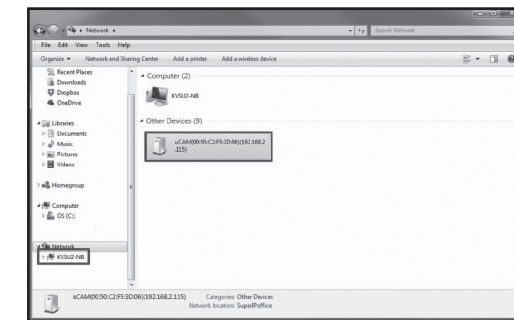 Network
Search Network
File Edit View Tools Help
Organize Network and Sharing Center Add a printer Add a wireless device
Recent Places
Downloads
Dropbox
OneDrive
Libraries
Documents
Music
Pictures
Videos
Homegroup
Computer
OS (C:)
Network
KVSU2-NB
Computer (2)
KVSU2-NB
Other Devices (9)
uCAM(00:50:C2:F5:3D:06)(192.168.2
.115)
uCAM(00:50:C2:F5:3D:06)(192.168.2.115) Categories: Other Devices
Network location: SuperIPoffice